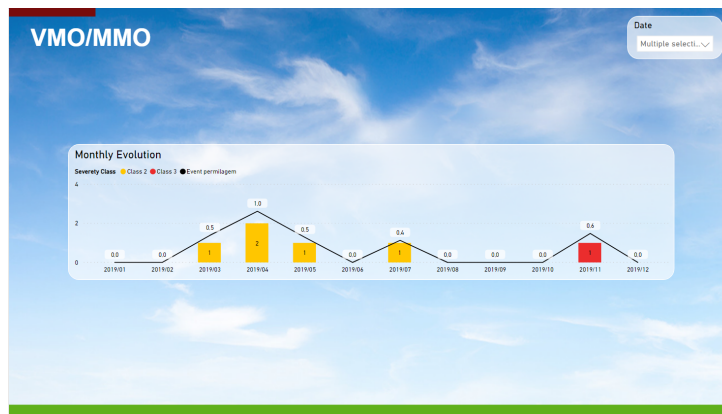 VMO/MMO
Date
Multiple selecti...
Monthly Evolution
Severety Class Class 2 Class 3 Event permilagem
4
2
0
0.0 0.0 0.5 1.0 0.5 0.0 0.4 0.0 0.0 0.0 0.6 0.0
1 2 1 1 1
2019/01 2019/02 2019/03 2019/04 2019/05 2019/06 2019/07 2019/08 2019/09 2019/10 2019/11 2019/12